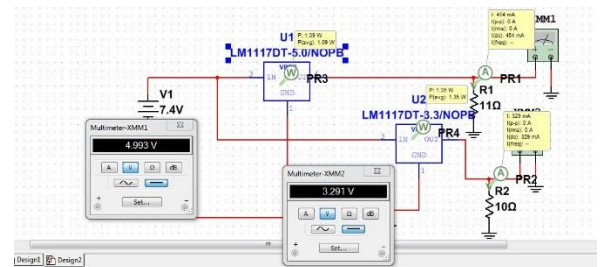 U1
P: 1.09 W
P(avg): 1.09 W
LM1117DT-5.0/NOPB
IN
GND
PR3
I: 454 mA
I(p-p): 0 A
I(rms): 0 A
I(dc): 454 mA
I(freq): --
XMM1
A
PR1
V1
7.4V
R1
11Ω
U2
P: 1.35 W
P(avg): 1.35 W
LM1117DT-3.3/NOPB
IN
GND
PR4
I: 329 mA
I(p-p): 0 A
I(rms): 0 A
I(dc): 329 mA
I(freq): --
A
PR2
R2
10Ω
Multimeter-XMM1
4.993 V
A V Ω dB
Set...
Multimeter-XMM2
3.291 V
A V Ω dB
Set...
Design1 Design2